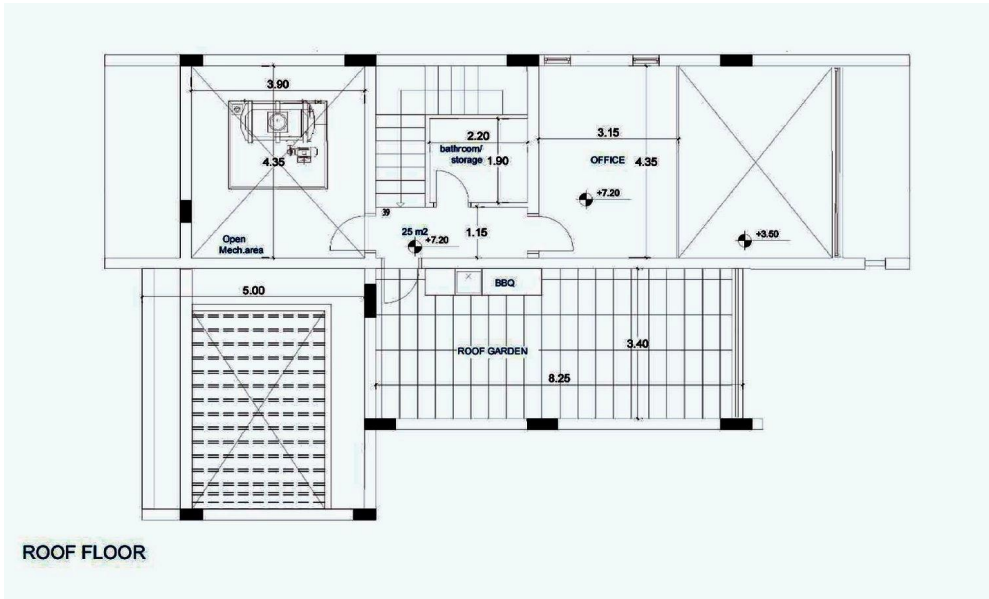 3.90
2.20
bathroom/
storage
1.90
3.15
OFFICE
4.35
4.35
+7.20
39
25 m2
+7.20
1.15
Open
Mech.area
+3.50
5.00
BBQ
ROOF GARDEN
3.40
8.25
ROOF FLOOR